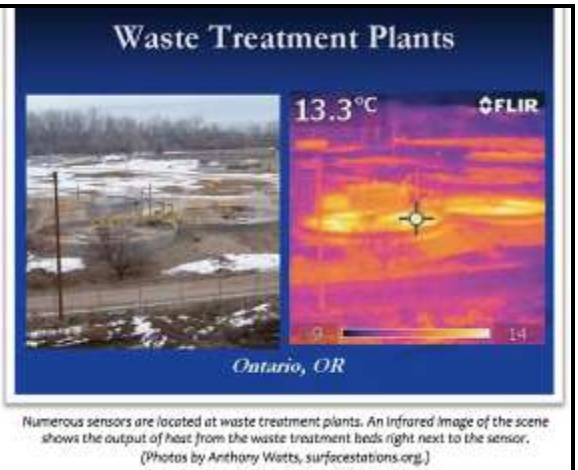 Waste Treatment Plants
13.3°C
FLIR
14
Ontario, OR
Numerous sensors are located at waste treatment plants. An Infrared Image of the scene
shows the output of heat from the waste treatment beds right next to the sensor.
(Photos by Anthony Watts, surfacestations.org.)